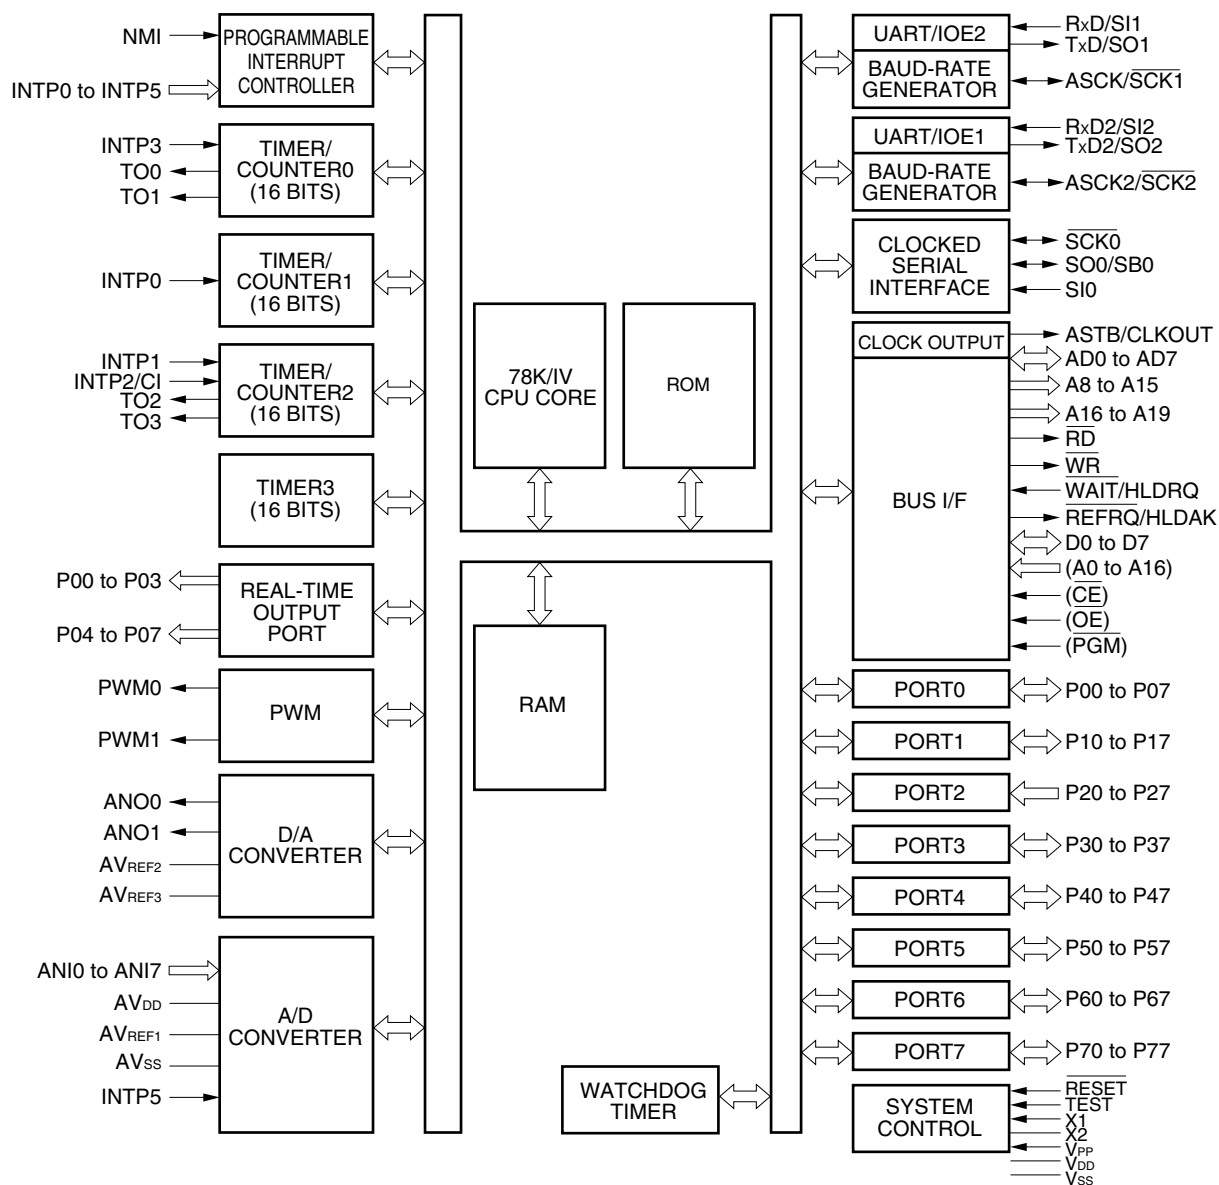 NMI
INTP0 to INTP5
PROGRAMMABLE
INTERRUPT
CONTROLLER
INTP3
TO0
TO1
TIMER/
COUNTER0
(16 BITS)
INTP0
TIMER/
COUNTER1
(16 BITS)
INTP1
INTP2/CI
TO2
TO3
TIMER/
COUNTER2
(16 BITS)
TIMER3
(16 BITS)
P00 to P03
P04 to P07
REAL-TIME
OUTPUT
PORT
PWM0
PWM1
PWM
ANO0
ANO1
AVREF2
AVREF3
D/A
CONVERTER
ANI0 to ANI7
AVDD
AVREF1
AVSS
INTP5
A/D
CONVERTER
78K/IV
CPU CORE
ROM
RAM
WATCHDOG
TIMER
UART/IOE2
BAUD-RATE
GENERATOR
RxD/SI1
TxD/SO1
ASCK/SCK1
UART/IOE1
BAUD-RATE
GENERATOR
RxD2/SI2
TxD2/SO2
ASCK2/SCK2
CLOCKED
SERIAL
INTERFACE
SCK0
SO0/SB0
SI0
CLOCK OUTPUT
BUS I/F
ASTB/CLKOUT
AD0 to AD7
A8 to A15
A16 to A19
RD
WR
WAIT/HLDRQ
REFRQ/HLDAK
D0 to D7
(A0 to A16)
(CE)
(OE)
(PGM)
PORT0
P00 to P07
PORT1
P10 to P17
PORT2
P20 to P27
PORT3
P30 to P37
PORT4
P40 to P47
PORT5
P50 to P57
PORT6
P60 to P67
PORT7
P70 to P77
SYSTEM
CONTROL
RESET
TEST
X1
X2
VPP
VDD
VSS